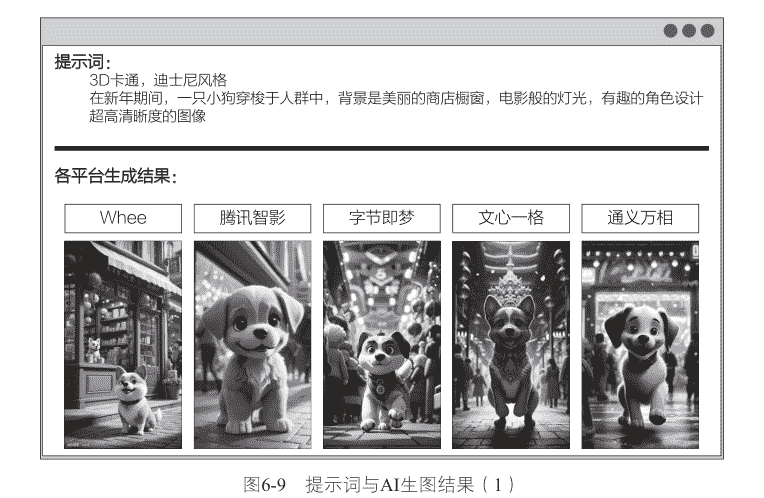 提示词：
3D卡通，迪士尼风格
在新年期间，一只小狗穿梭于人群中，背景是美丽的商店橱窗，电影般的灯光，有趣的角色设计
超高清晰度的图像
各平台生成结果：
Whee
腾讯智影
字节即梦
文心一格
通义万相
图6-9 提示词与AI生图结果（1）